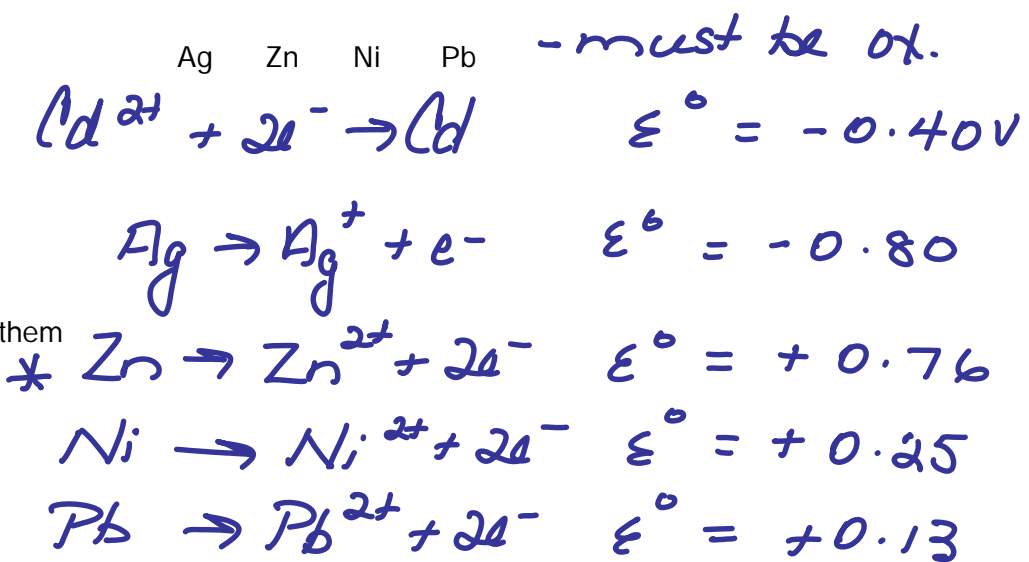 Ag Zn Ni Pb - must be ox.
Cd²⁺ + 2e⁻ → Cd ε° = - 0.40 V
Ag → Ag⁺ + e⁻ ε° = - 0.80
them
* Zn → Zn²⁺ + 2e⁻ ε° = + 0.76
Ni → Ni²⁺ + 2e⁻ ε° = + 0.25
Pb → Pb²⁺ + 2e⁻ ε° = + 0.13